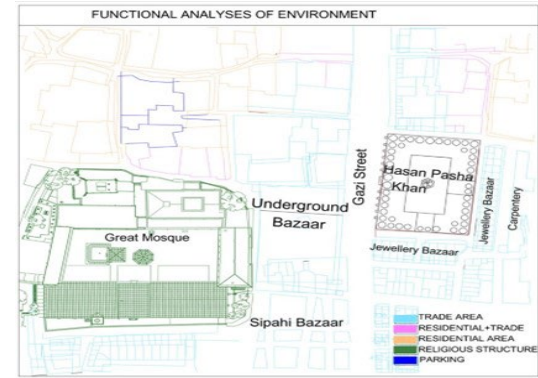 FUNCTIONAL ANALYSES OF ENVIRONMENT
Gazi Street
Hasan Pasha
Khan
Jewellery Bazaar
Carpentery
Underground
Bazaar
Great Mosque
Jewellery Bazaar
Sipahi Bazaar
TRADE AREA
RESIDENTIAL+TRADE
RESIDENTIAL AREA
RELIGIOUS STRUCTURE
PARKING